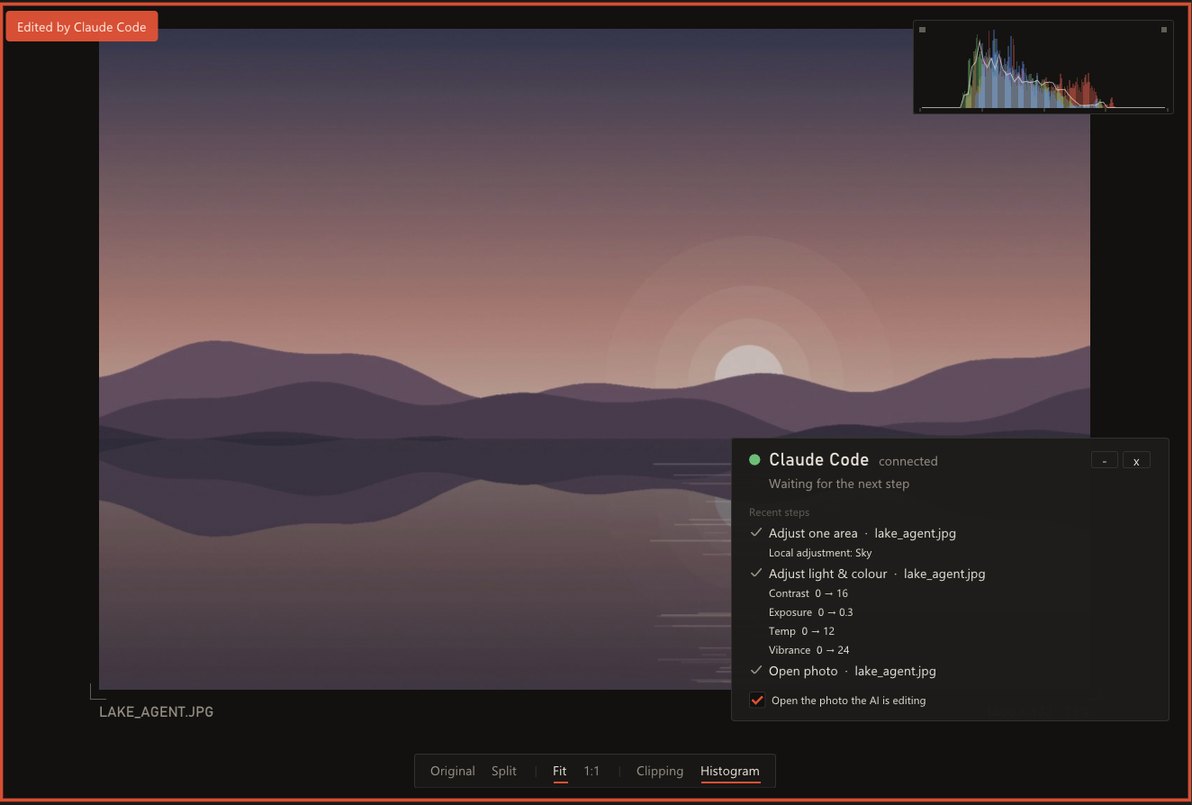 Edited by Claude Code
Claude Code connected
- x
Waiting for the next step
Recent steps
Adjust one area · lake_agent.jpg
Local adjustment: Sky
Adjust light & colour · lake_agent.jpg
Contrast 0 → 16
Exposure 0 → 0.3
Temp 0 → 12
Vibrance 0 → 24
Open photo · lake_agent.jpg
Open the photo the AI is editing
LAKE_AGENT.JPG
Original Split | Fit 1:1 | Clipping Histogram